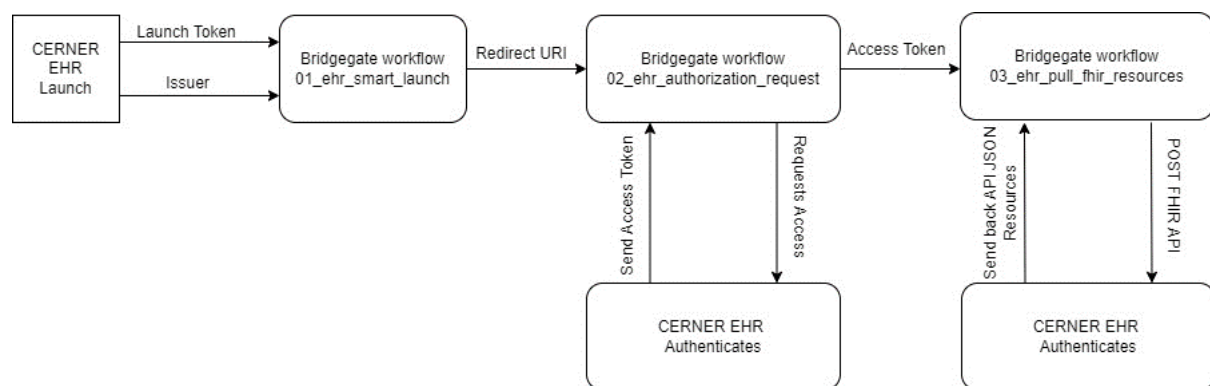 CERNER
EHR
Launch
Launch Token
Issuer
Bridgegate workflow
01_ehr_smart_launch
Redirect URI
Bridgegate workflow
02_ehr_authorization_request
Access Token
Bridgegate workflow
03_ehr_pull_fhir_resources
Send Access Token
Requests Access
Send back API JSON
Resources
POST FHIR API
CERNER EHR
Authenticates
CERNER EHR
Authenticates